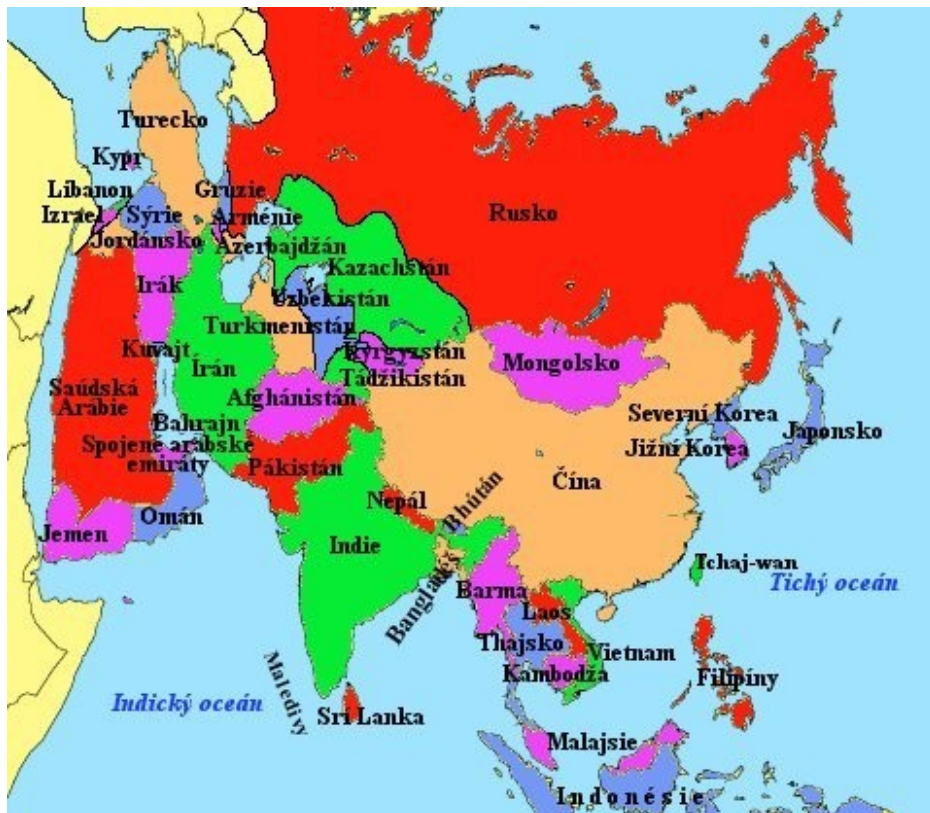 Turecko
Kypr
Libanon
Gruzie
Izrael
Sýrie
Arménie
Rusko
Jordánsko
Azerbajdžán
Kazachstán
Irák
Uzbekistán
Turkmenistán
Kuvajt
Kyrgyzstán
Mongolsko
Írán
Tádžikistán
Saúdská
Arábie
Afghánistán
Severní Korea
Bahrajn
Japonsko
Spojené arabské
emiráty
Jižní Korea
Pákistán
Čína
Nepál
Bhútán
Omán
Jemen
Indie
Tchaj-wan
Tichý oceán
Barma
Bangladéš
Laos
Thajsko
Vietnam
Kambodža
Filipíny
Maledivy
Indický oceán
Srí Lanka
Malajsie
Indonésie